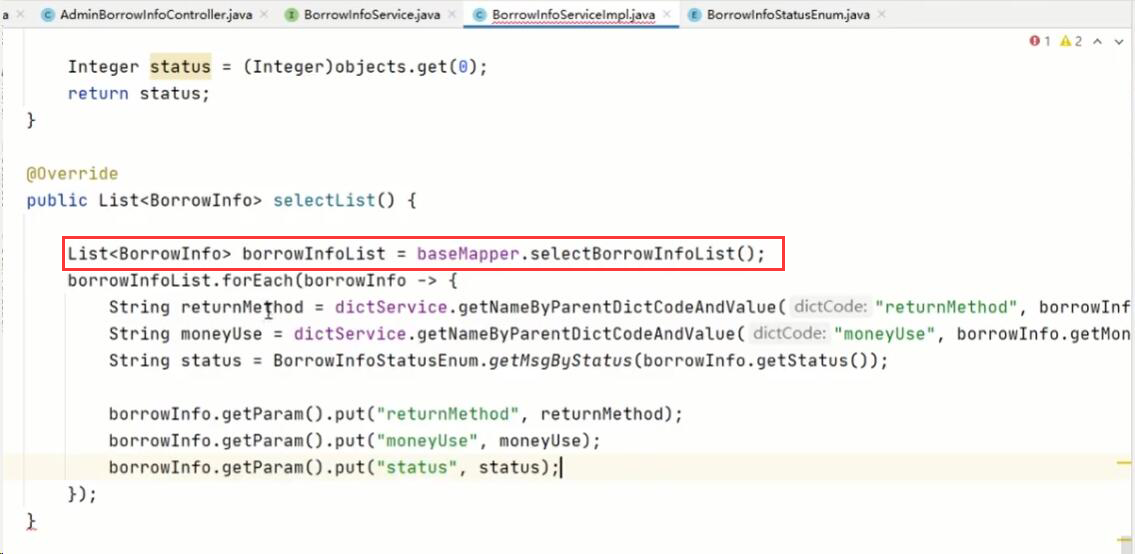 a AdminBorrowInfoController.java BorrowInfoService.java BorrowInfoServiceImpl.java BorrowInfoStatusEnum.java
1 2
Integer status = (Integer)objects.get(0);
return status;
}
@Override
public List<BorrowInfo> selectList() {
List<BorrowInfo> borrowInfoList = baseMapper.selectBorrowInfoList();
borrowInfoList.forEach(borrowInfo -> {
String returnMethod = dictService.getNameByParentDictCodeAndValue( dictCode: "returnMethod", borrowInf
String moneyUse = dictService.getNameByParentDictCodeAndValue( dictCode: "moneyUse", borrowInfo.getMon
String status = BorrowInfoStatusEnum.getMsgByStatus(borrowInfo.getStatus());
borrowInfo.getParam().put("returnMethod", returnMethod);
borrowInfo.getParam().put("moneyUse", moneyUse);
borrowInfo.getParam().put("status", status);
});
}